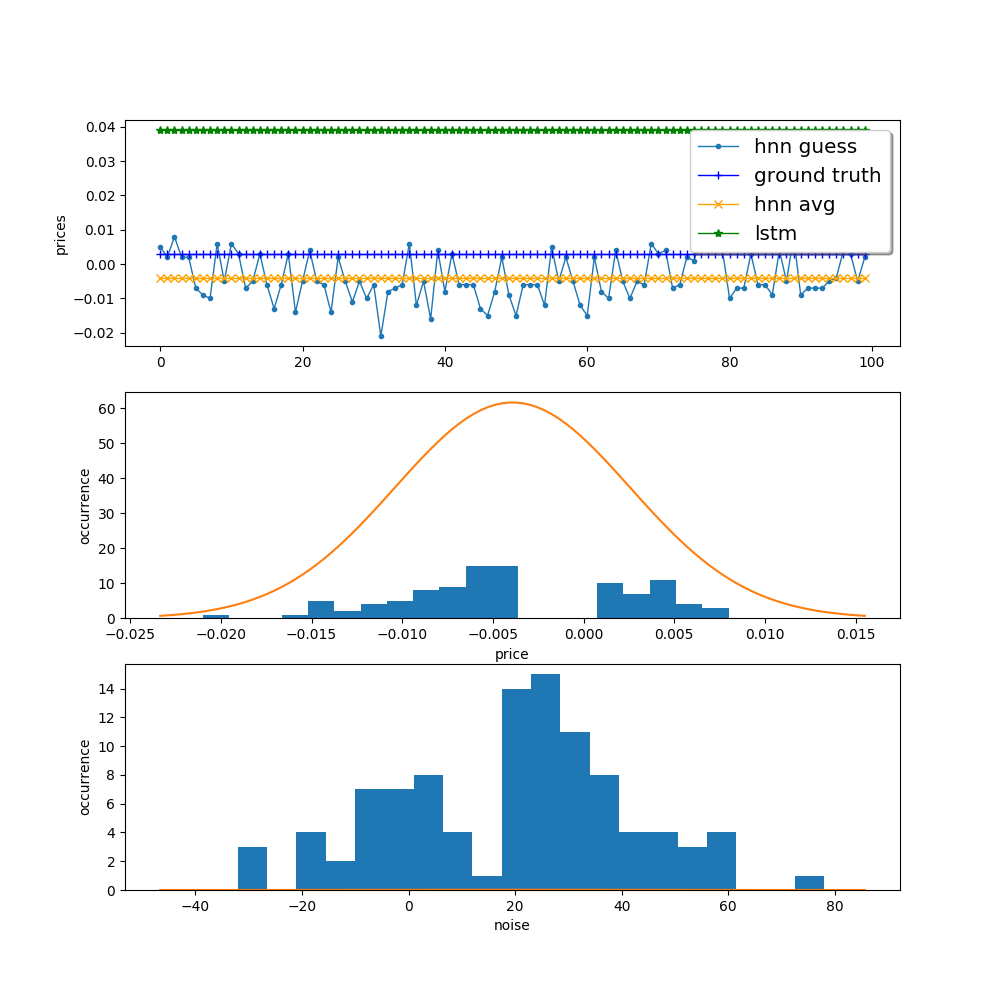 0.04
0.03
0.02
0.01
0.00
−0.01
−0.02
prices
hnn guess
ground truth
hnn avg
lstm
0 20 40 60 80 100
60
50
40
30
20
10
0
occurrence
−0.025 −0.020 −0.015 −0.010 −0.005 0.000 0.005 0.010 0.015
price
14
12
10
8
6
4
2
0
occurrence
−40 −20 0 20 40 60 80
noise